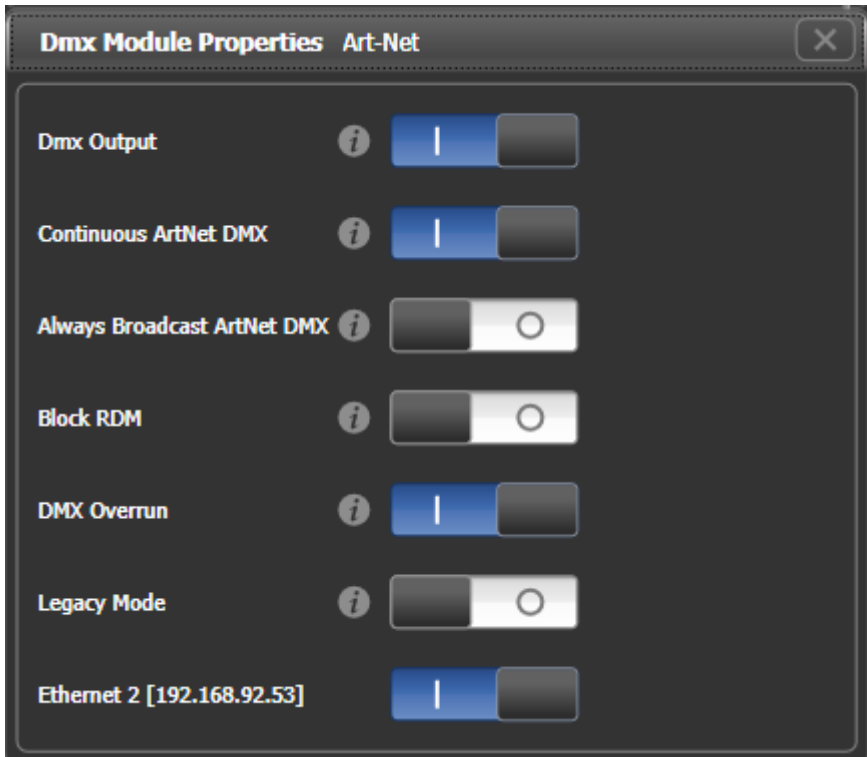 Dmx Module Properties Art-Net
Dmx Output
Continuous ArtNet DMX
Always Broadcast ArtNet DMX
Block RDM
DMX Overrun
Legacy Mode
Ethernet 2 [192.168.92.53]